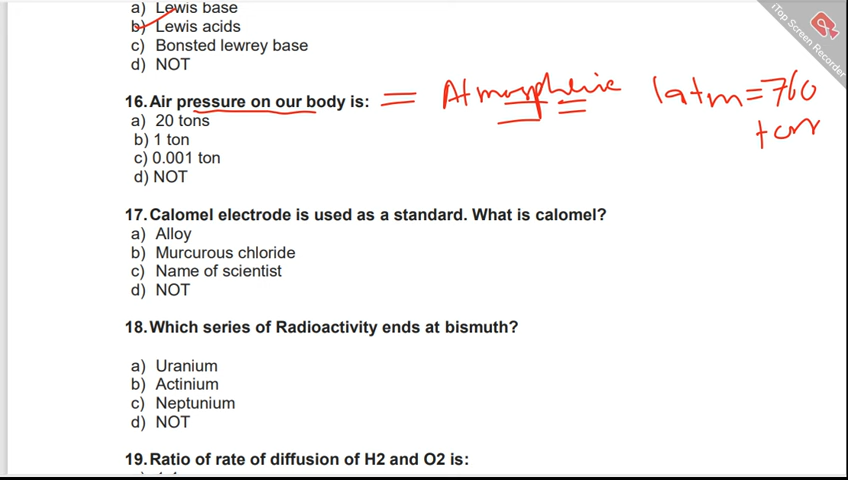 a) Lewis base
b) Lewis acids
c) Bonsted lewrey base
d) NOT
16. Air pressure on our body is: = Atmospheric 1atm = 760
torr
a) 20 tons
b) 1 ton
c) 0.001 ton
d) NOT
17. Calomel electrode is used as a standard. What is calomel?
a) Alloy
b) Murcurous chloride
c) Name of scientist
d) NOT
18. Which series of Radioactivity ends at bismuth?
a) Uranium
b) Actinium
c) Neptunium
d) NOT
19. Ratio of rate of diffusion of H2 and O2 is:
iTop Screen Recorder